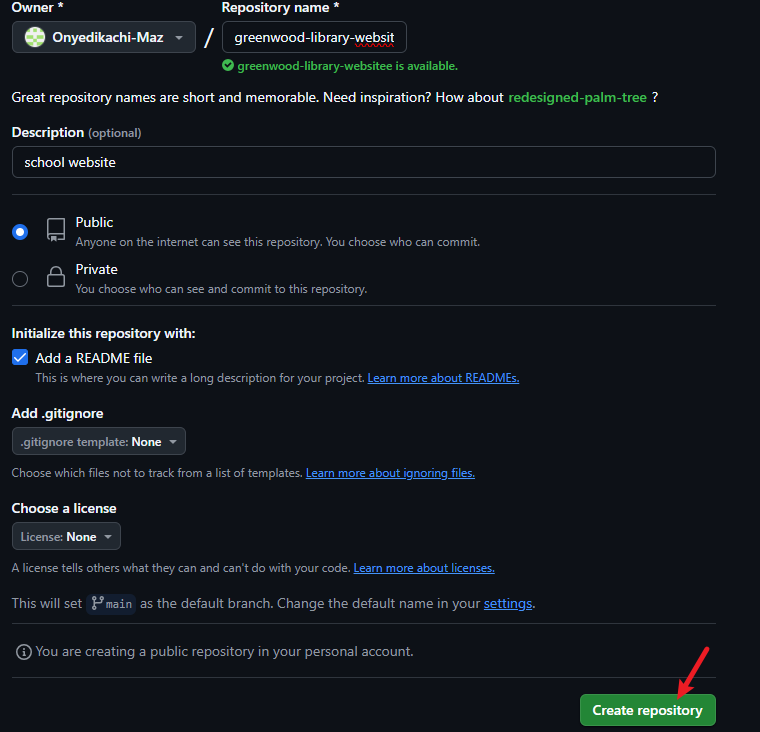 Owner * Repository name *
Onyedikachi-Maz / greenwood-library-websit
greenwood-library-websitee is available.
Great repository names are short and memorable. Need inspiration? How about redesigned-palm-tree ?
Description (optional)
school website
Public
Anyone on the internet can see this repository. You choose who can commit.
Private
You choose who can see and commit to this repository.
Initialize this repository with:
Add a README file
This is where you can write a long description for your project. Learn more about READMEs.
Add .gitignore
.gitignore template: None
Choose which files not to track from a list of templates. Learn more about ignoring files.
Choose a license
License: None
A license tells others what they can and can't do with your code. Learn more about licenses.
This will set main as the default branch. Change the default name in your settings.
You are creating a public repository in your personal account.
Create repository